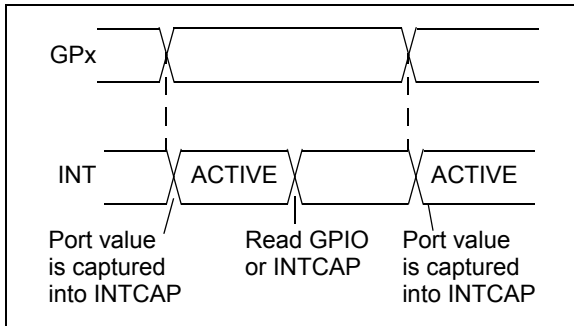 GPx
INT
ACTIVE
ACTIVE
Port value
is captured
into INTCAP
Read GPIO
or INTCAP
Port value
is captured
into INTCAP